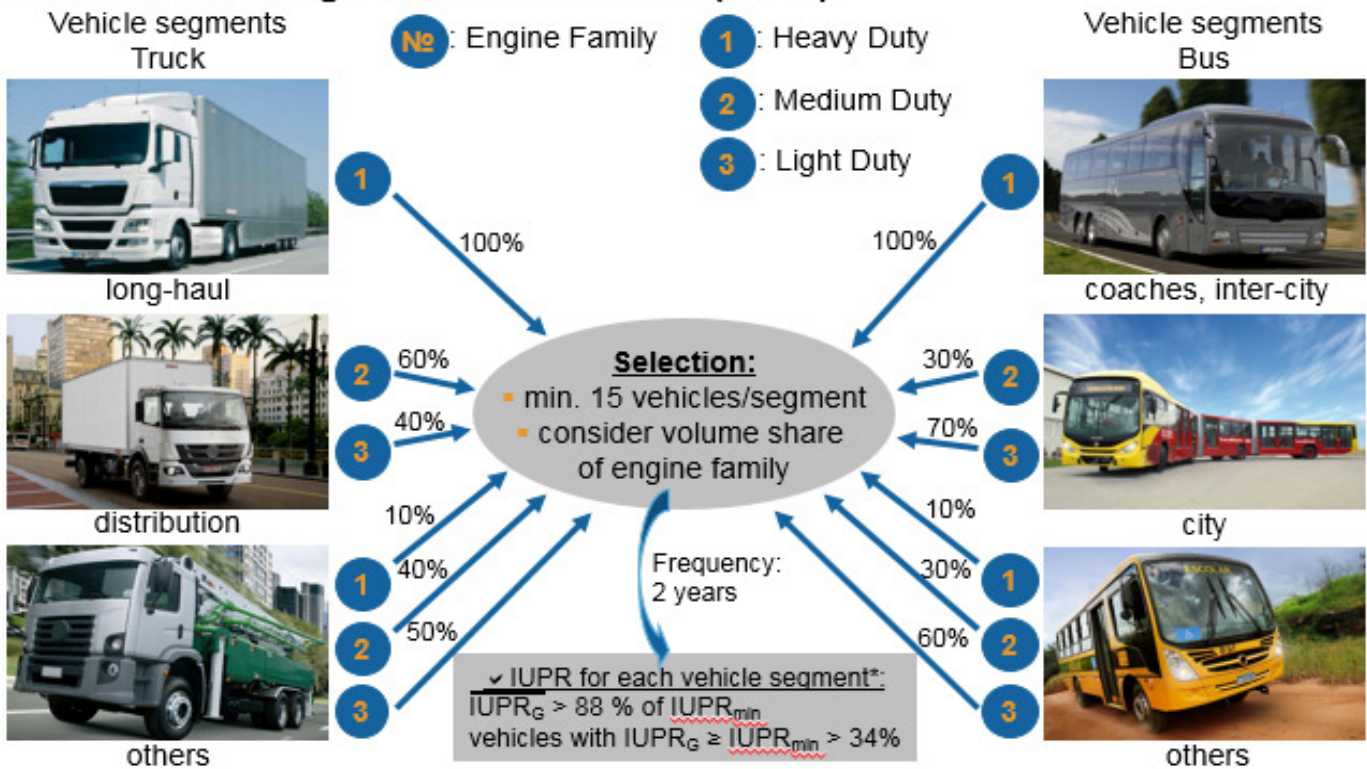 Vehicle segments
Truck
№ : Engine Family
1 : Heavy Duty
2 : Medium Duty
3 : Light Duty
Vehicle segments
Bus
1
100%
long-haul
2
60%
3
40%
distribution
1
10%
2
40%
3
50%
others
1
100%
coaches, inter-city
2
30%
3
70%
city
1
10%
2
30%
3
60%
ESCOLAR
others
Selection:
▪ min. 15 vehicles/segment
▪ consider volume share
of engine family
Frequency:
2 years
✓ IUPR for each vehicle segment*:
IUPRG > 88 % of IUPRmin
vehicles with IUPRG ≥ IUPRmin > 34%